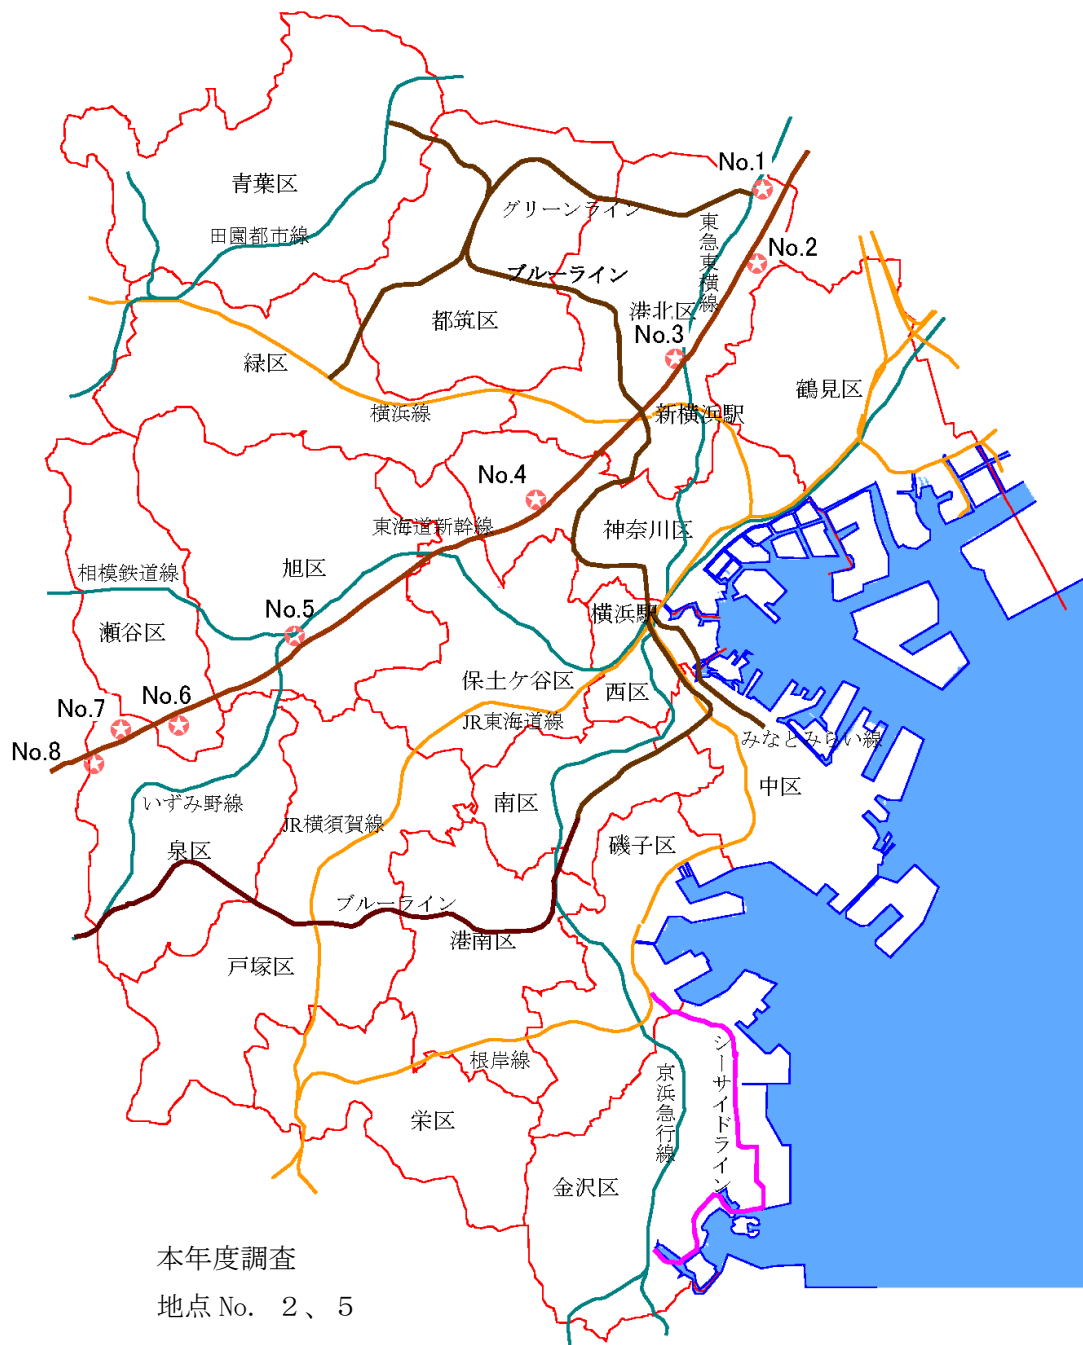 No.1
青葉区
グリーンライン
東急東横線
田園都市線
No.2
ブルーライン
港北区
都筑区
No.3
緑区
鶴見区
横浜線
新横浜駅
No.4
東海道新幹線
神奈川区
旭区
相模鉄道線
No.5
横浜駅
瀬谷区
保土ケ谷区
西区
No.7
No.6
JR東海道線
みなとみらい線
No.8
中区
いずみ野線
南区
JR横須賀線
磯子区
泉区
ブルーライン
港南区
戸塚区
根岸線
シーサイドライン
京浜急行線
栄区
金沢区
本年度調査
地点 No. ２、５